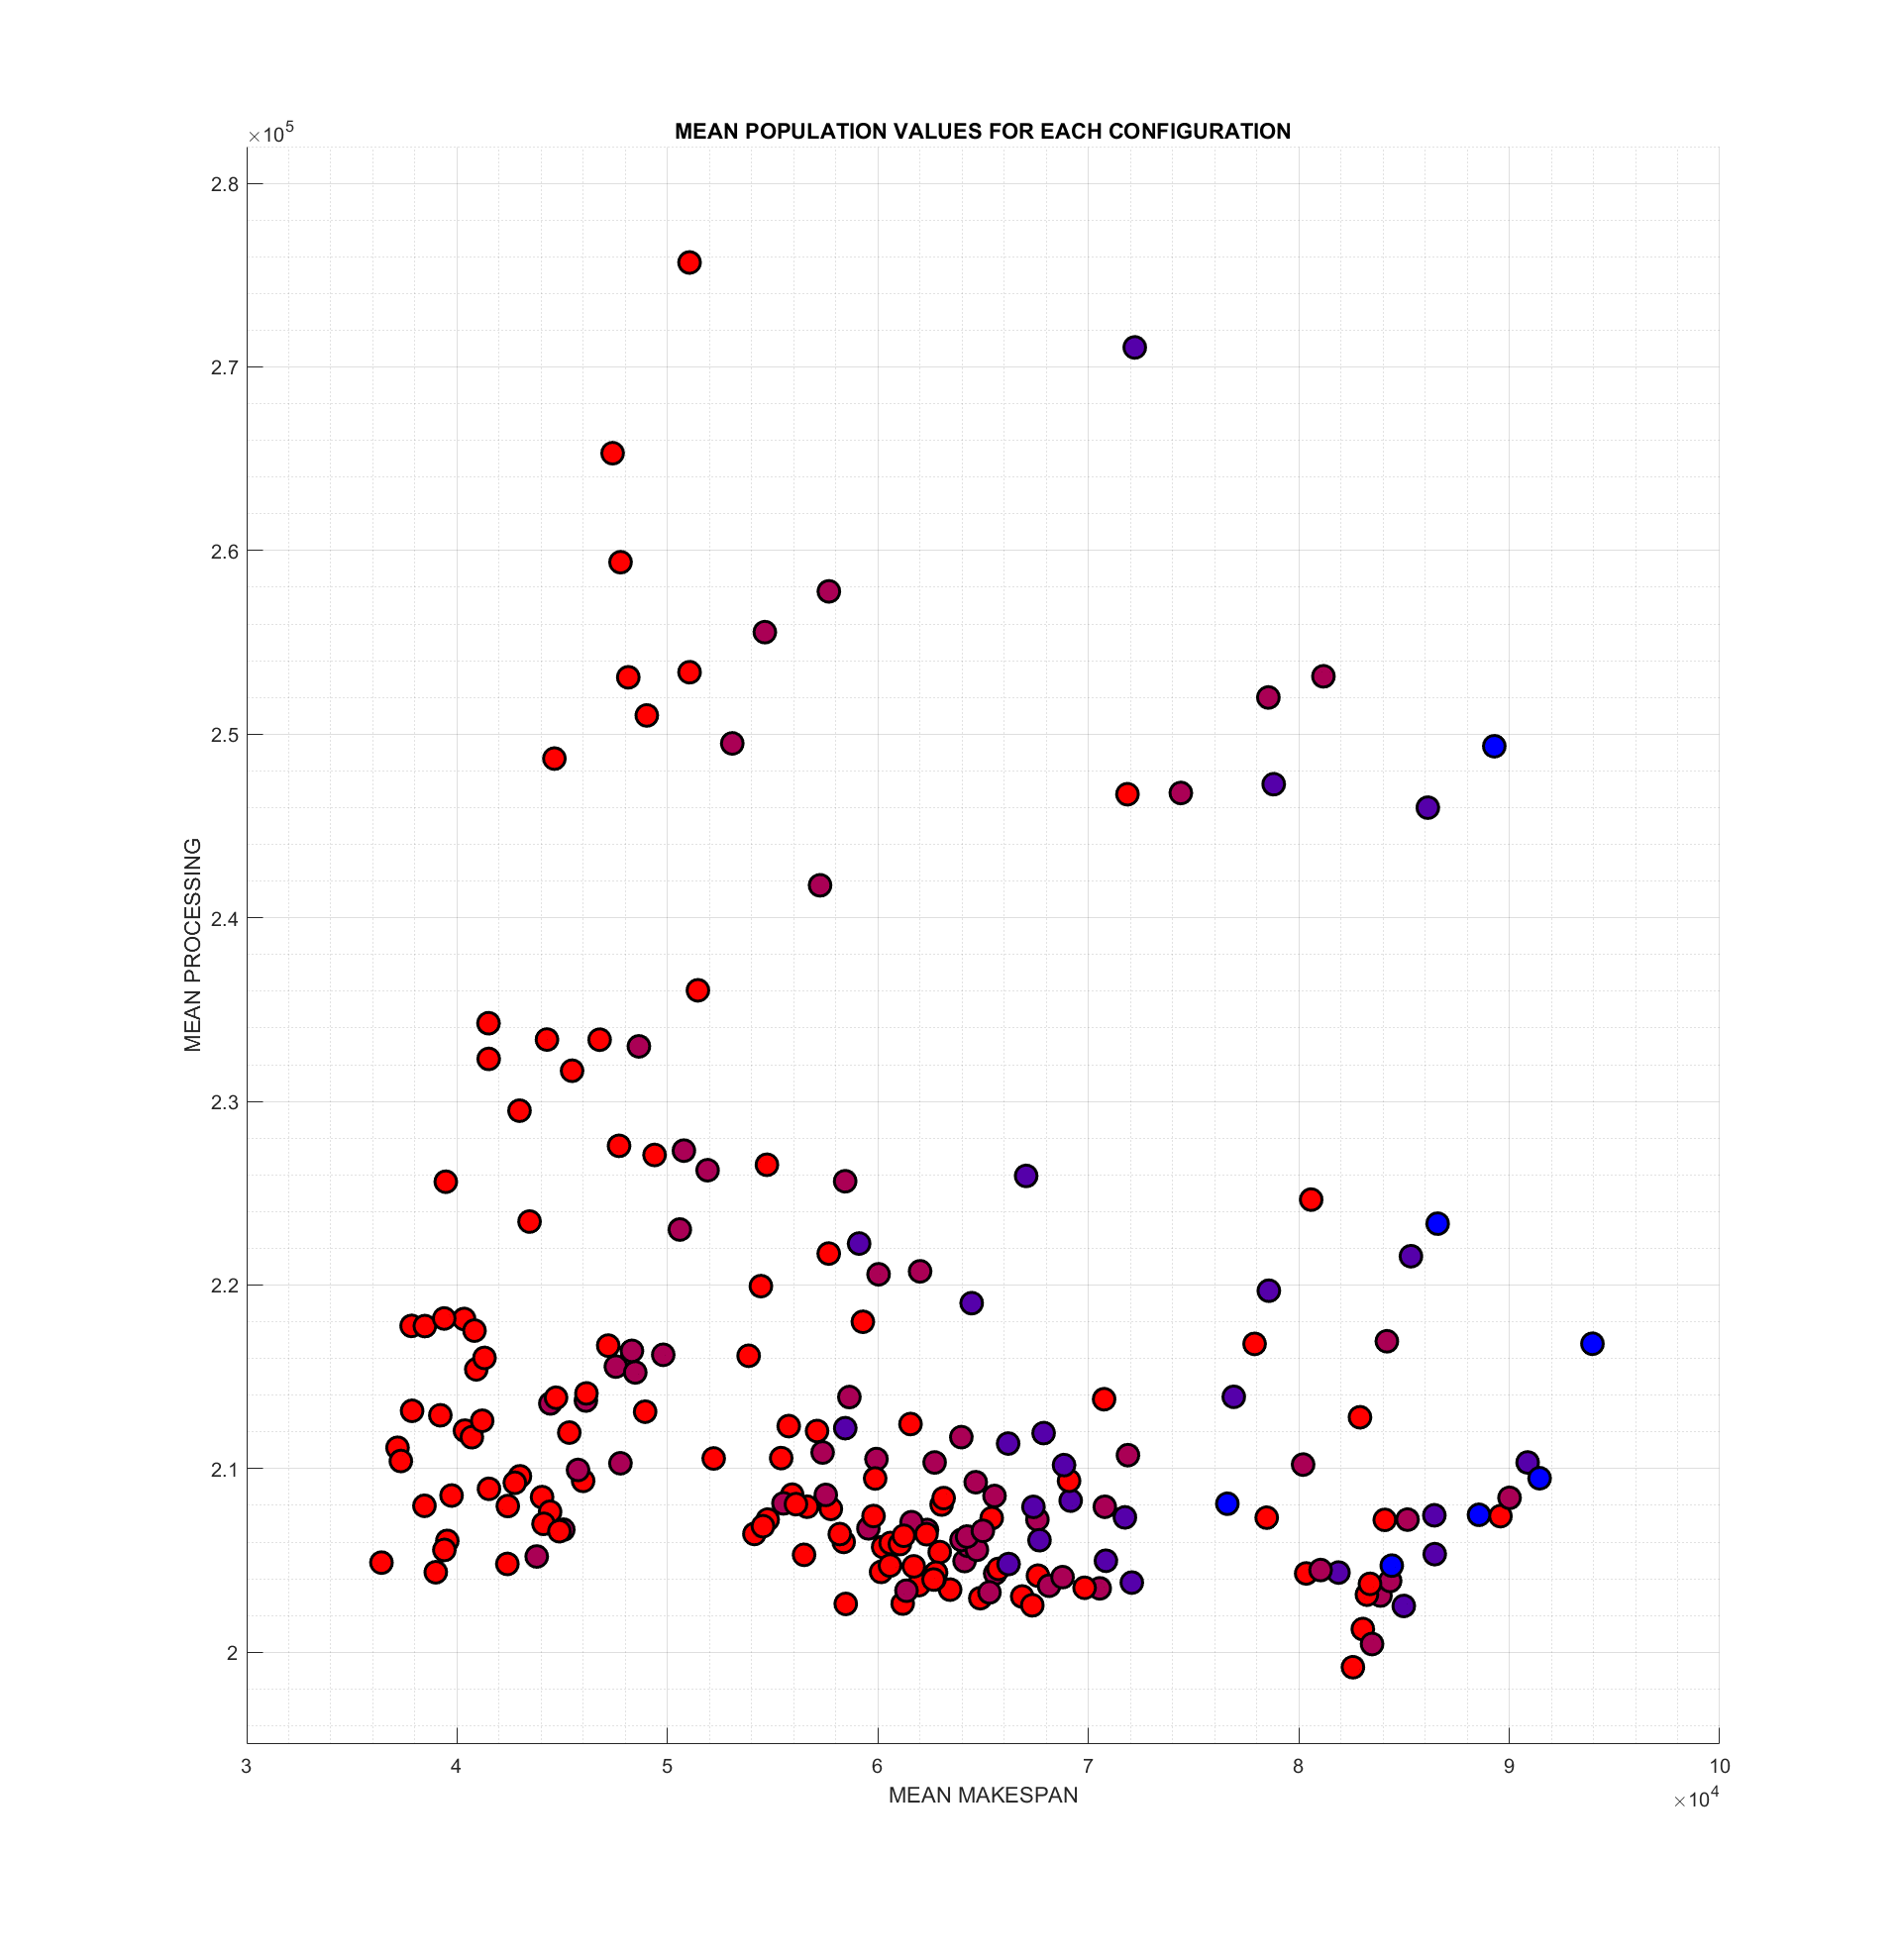 MEAN POPULATION VALUES FOR EACH CONFIGURATION
×10^5
2.8
2.7
2.6
2.5
2.4
2.3
2.2
2.1
2
MEAN PROCESSING
3 4 5 6 7 8 9 10
MEAN MAKESPAN
×10^4